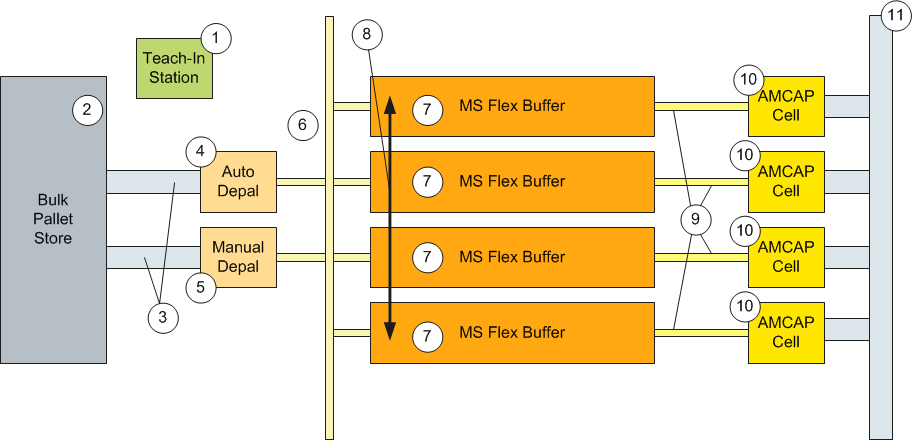 1
Teach-In
Station
2
Bulk
Pallet
Store
3
4
Auto
Depal
5
Manual
Depal
6
8
7
MS Flex Buffer
7
MS Flex Buffer
7
MS Flex Buffer
7
MS Flex Buffer
9
10
AMCAP
Cell
10
AMCAP
Cell
10
AMCAP
Cell
10
AMCAP
Cell
11